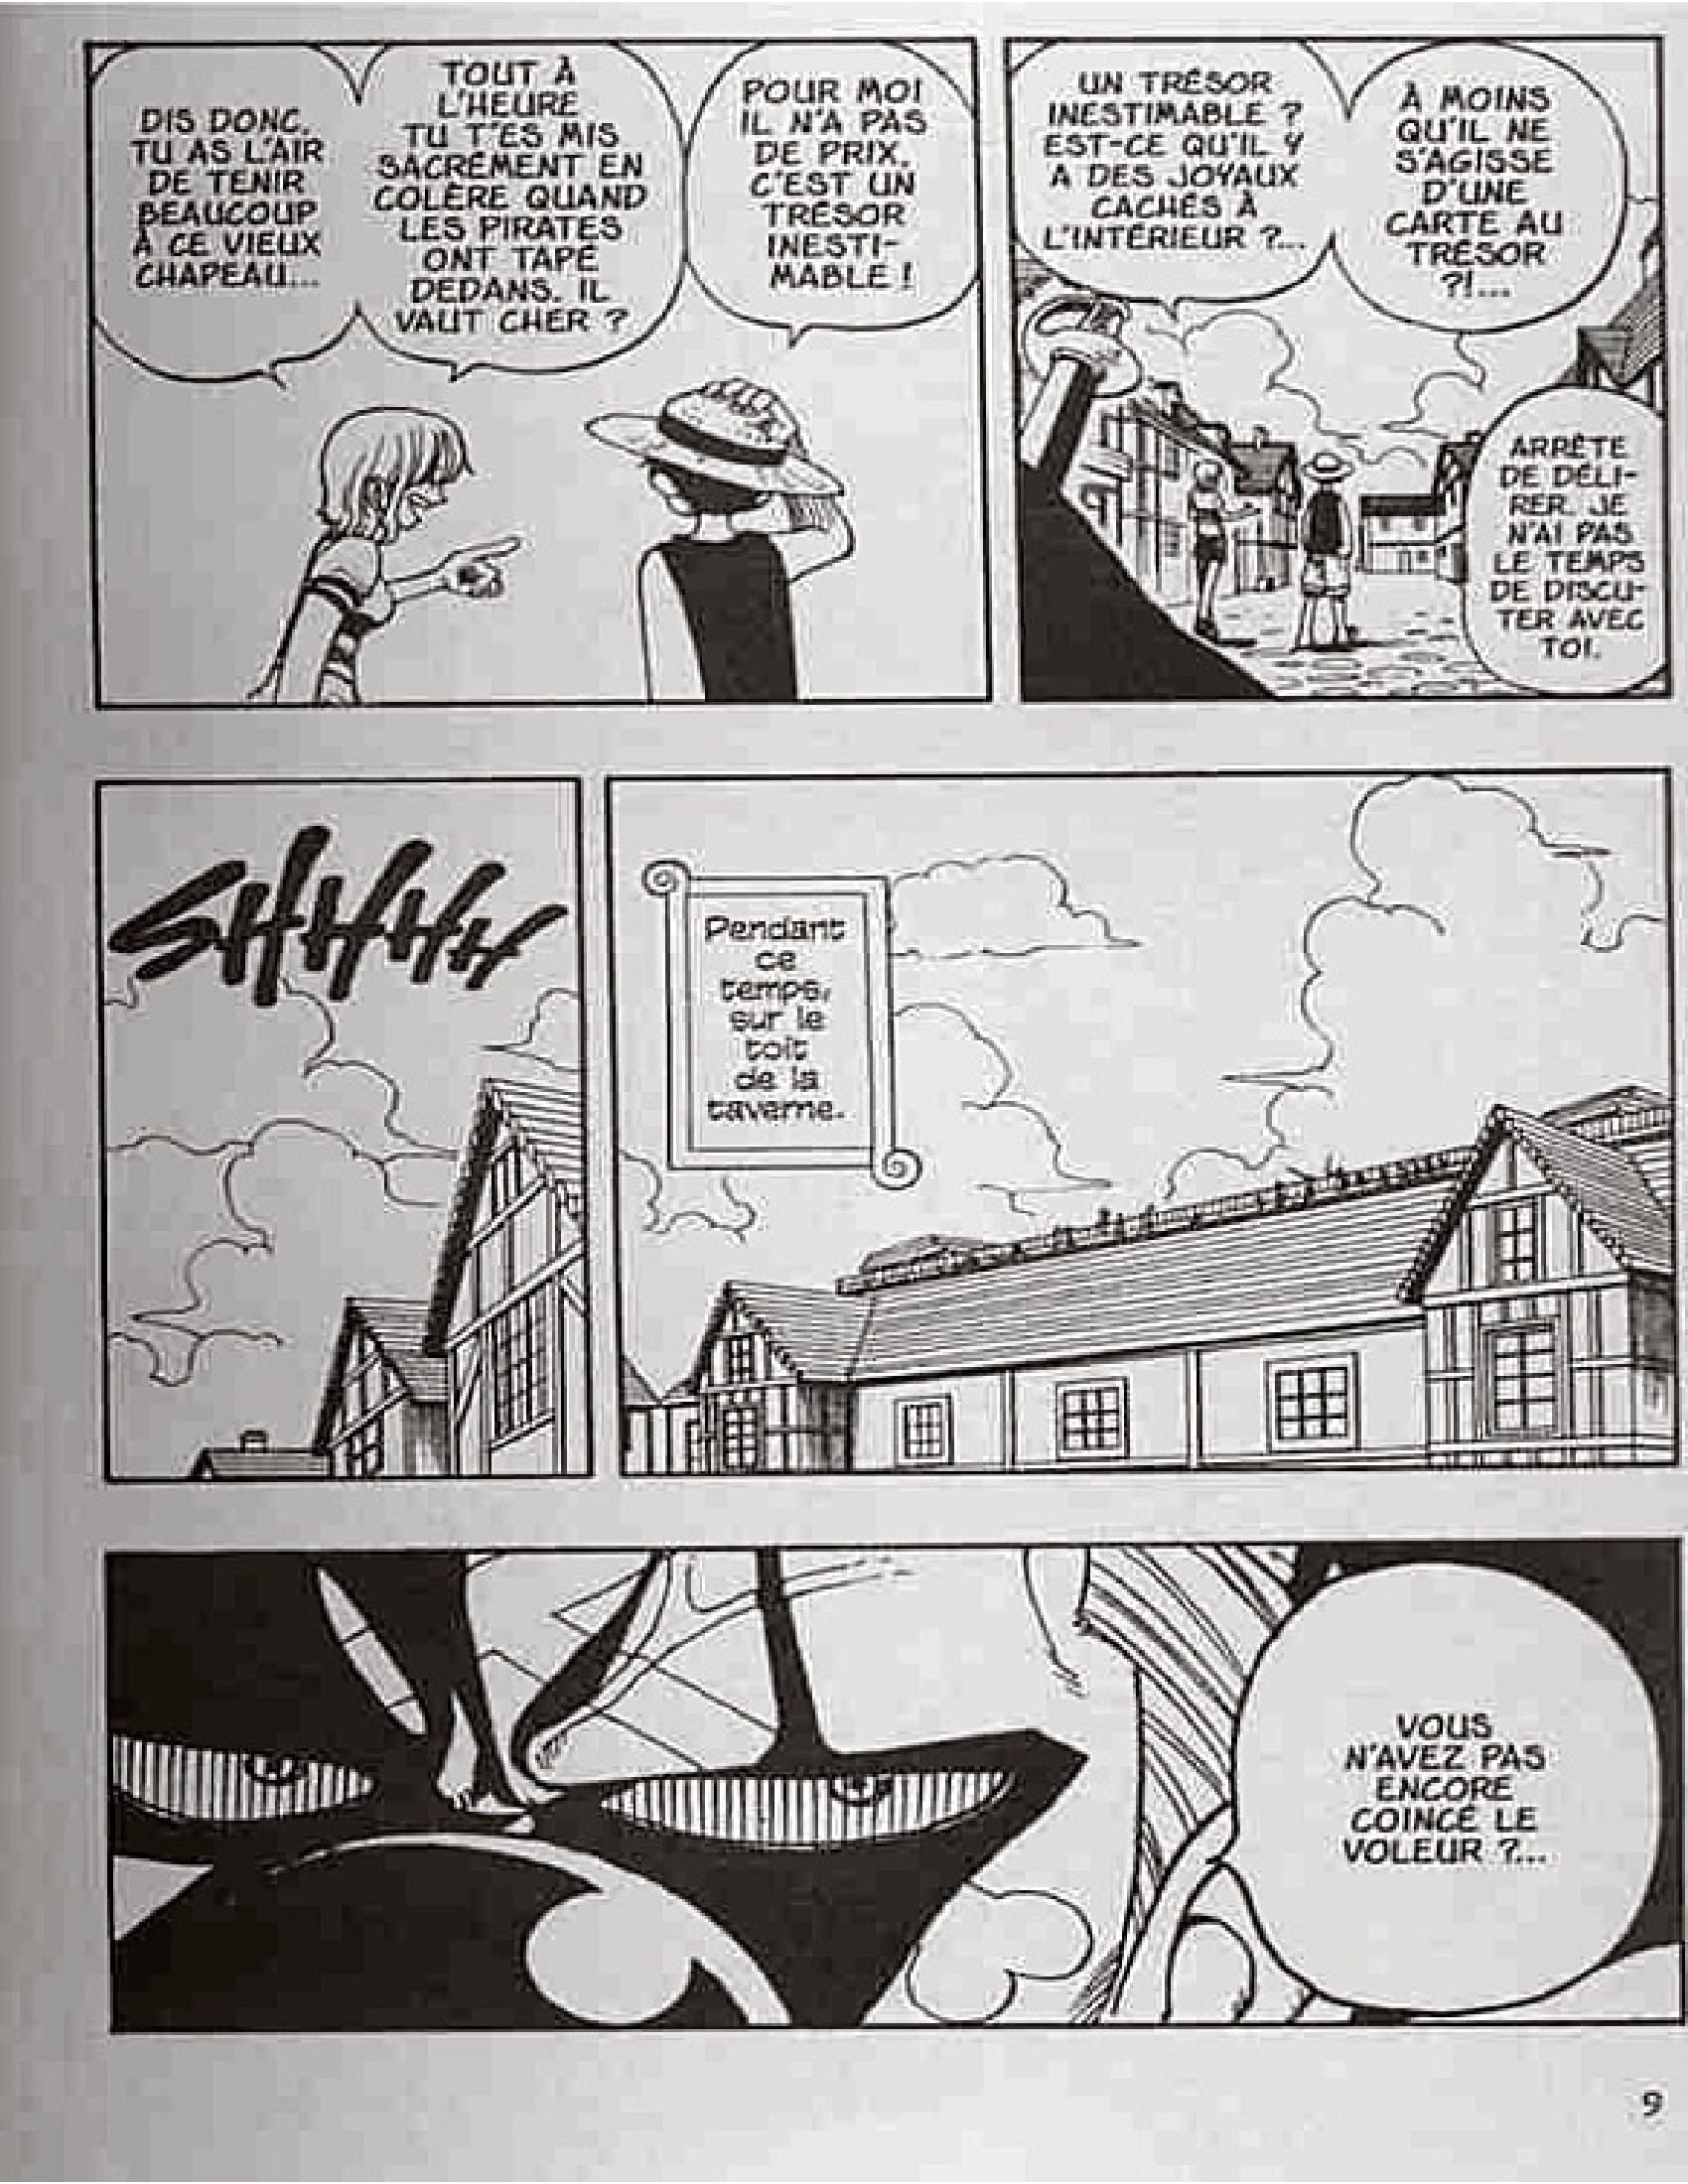 DIS DONC,
TU AS L'AIR
DE TENIR
BEAUCOUP
À CE VIEUX
CHAPEAU...
TOUT À
L'HEURE
TU T'ES MIS
SACRÉMENT EN
COLÈRE QUAND
LES PIRATES
ONT TAPÉ
DEDANS. IL
VAUT CHER ?
POUR MOI
IL N'A PAS
DE PRIX,
C'EST UN
TRÉSOR
INESTI-
MABLE !
UN TRÉSOR
INESTIMABLE ?
EST-CE QU'IL Y
A DES JOYAUX
CACHÉS À
L'INTÉRIEUR ?...
À MOINS
QU'IL NE
S'AGISSE
D'UNE
CARTE AU
TRÉSOR
?!...
ARRÊTE
DE DÉLI-
RER. JE
N'AI PAS
LE TEMPS
DE DISCU-
TER AVEC
TOI.
SHHHH
Pendant
ce
temps,
sur le
toit
de la
taverne.
VOUS
N'AVEZ PAS
ENCORE
COINCÉ LE
VOLEUR ?...
9